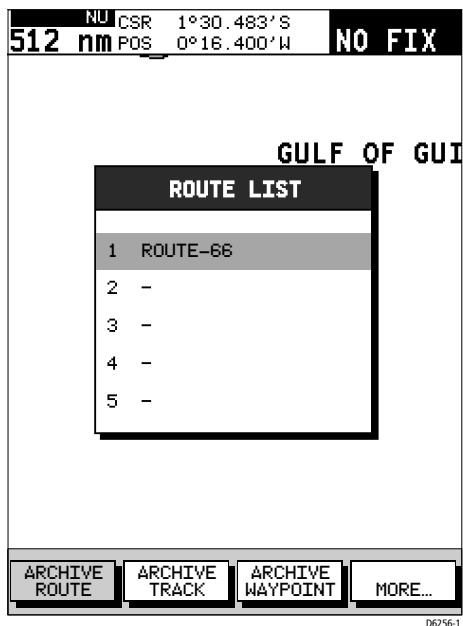 NU CSR 1°30.483'S
512 nm POS 0°16.400'W NO FIX
GULF OF GUI
ROUTE LIST
1 ROUTE-66
2 -
3 -
4 -
5 -
ARCHIVE ROUTE
ARCHIVE TRACK
ARCHIVE WAYPOINT
MORE...
D6256-1